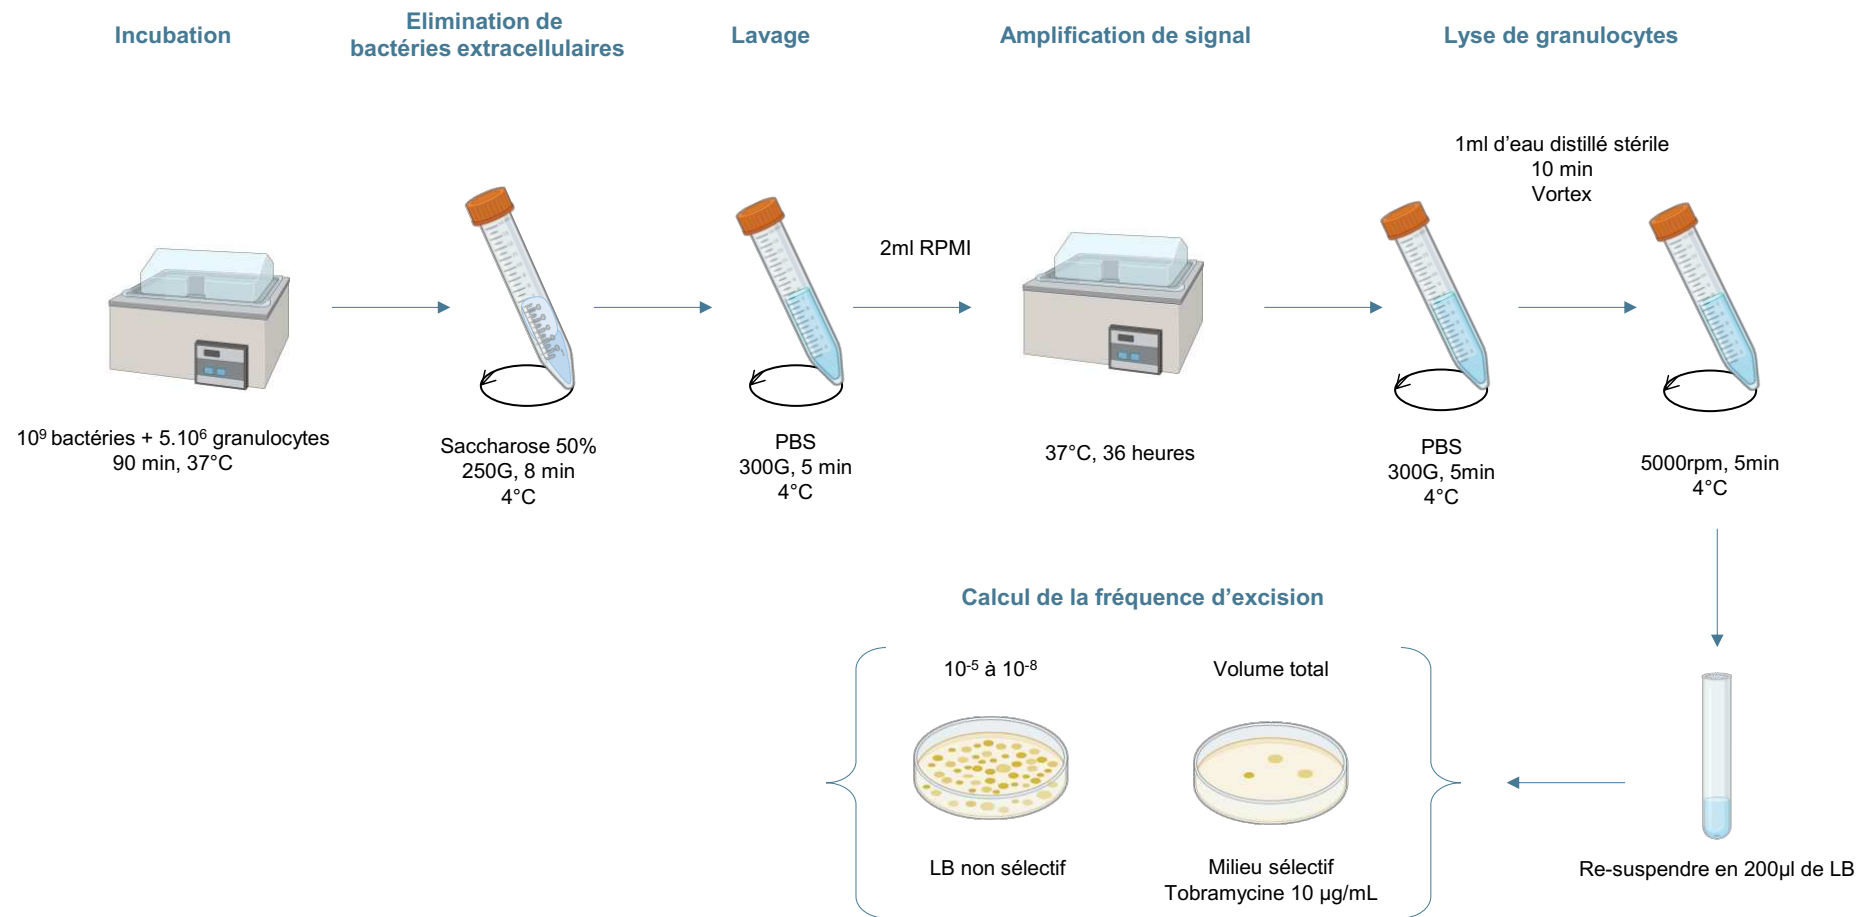 Incubation
Elimination de
bactéries extracellulaires
Lavage
Amplification de signal
Lyse de granulocytes
1ml d'eau distillé stérile
10 min
Vortex
2ml RPMI
10⁹ bactéries + 5.10⁶ granulocytes
90 min, 37°C
Saccharose 50%
250G, 8 min
4°C
PBS
300G, 5 min
4°C
37°C, 36 heures
PBS
300G, 5min
4°C
5000rpm, 5min
4°C
Calcul de la fréquence d'excision
10⁻⁵ à 10⁻⁸
Volume total
LB non sélectif
Milieu sélectif
Tobramycine 10 µg/mL
Re-suspendre en 200µl de LB